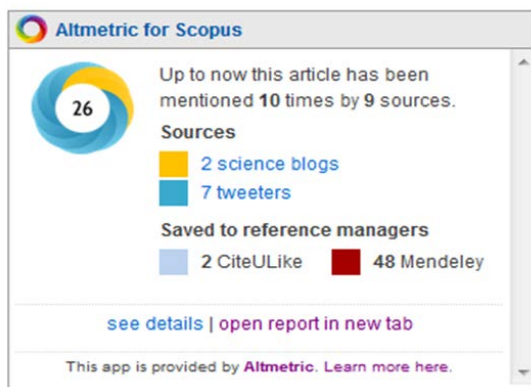 Altmetric for Scopus
26
Up to now this article has been
mentioned 10 times by 9 sources.
Sources
2 science blogs
7 tweeters
Saved to reference managers
2 CiteULike 48 Mendeley
see details | open report in new tab
This app is provided by Altmetric. Learn more here.